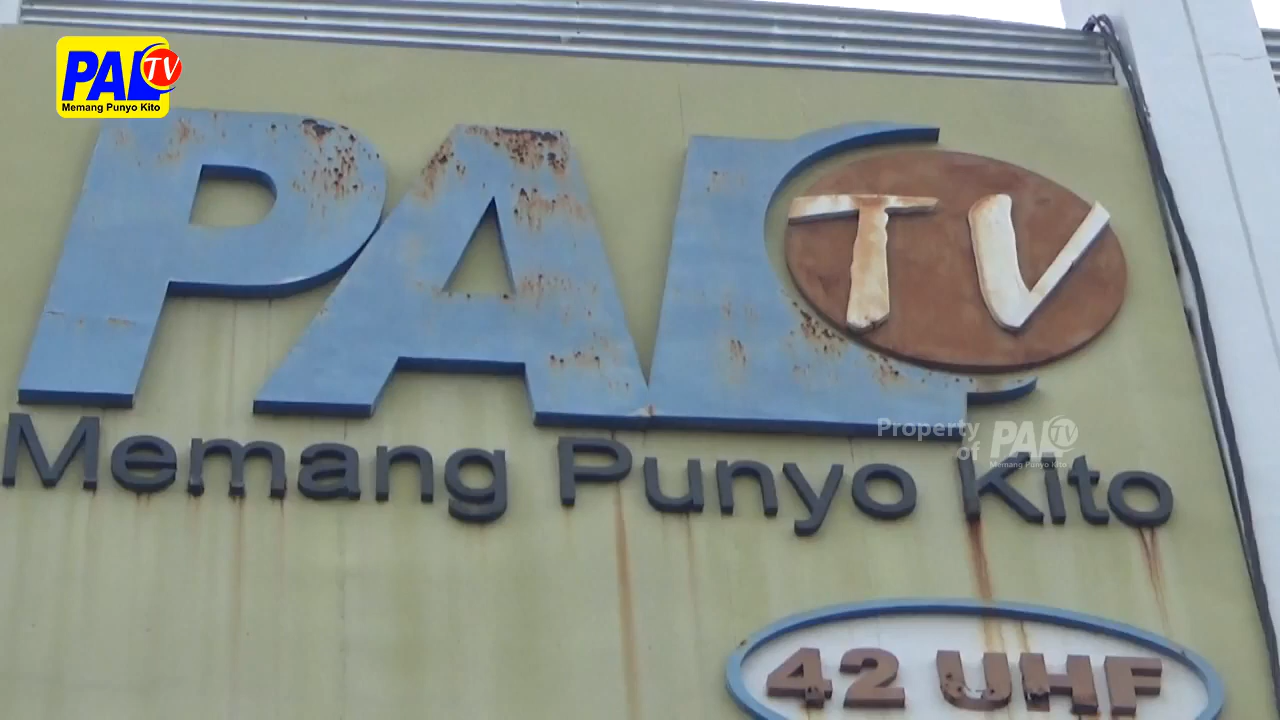 PAL TV
Memang Punyo Kito
PAL TV
Memang Punyo Kito
Property of PAL TV
Memang Punyo Kito
42 UHF